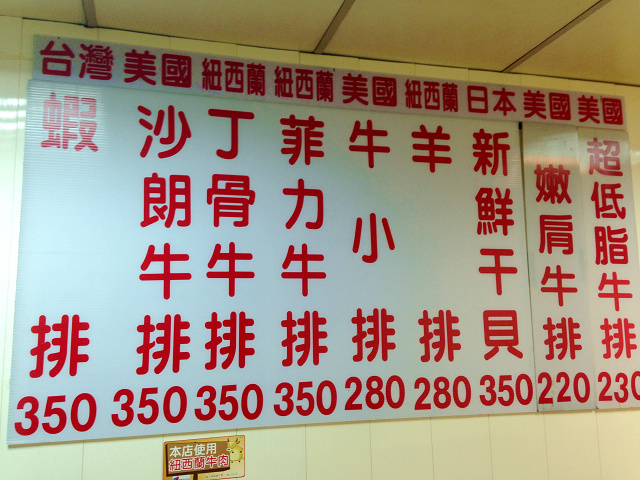 台灣 美國 紐西蘭 紐西蘭 美國 紐西蘭 日本 美國 美國
蝦排 350
沙朗牛排 350
丁骨牛排 350
菲力牛排 350
牛小排 280
羊排 280
新鮮干貝 350
嫩肩牛排 220
超低脂牛排 230
本店使用
紐西蘭牛肉